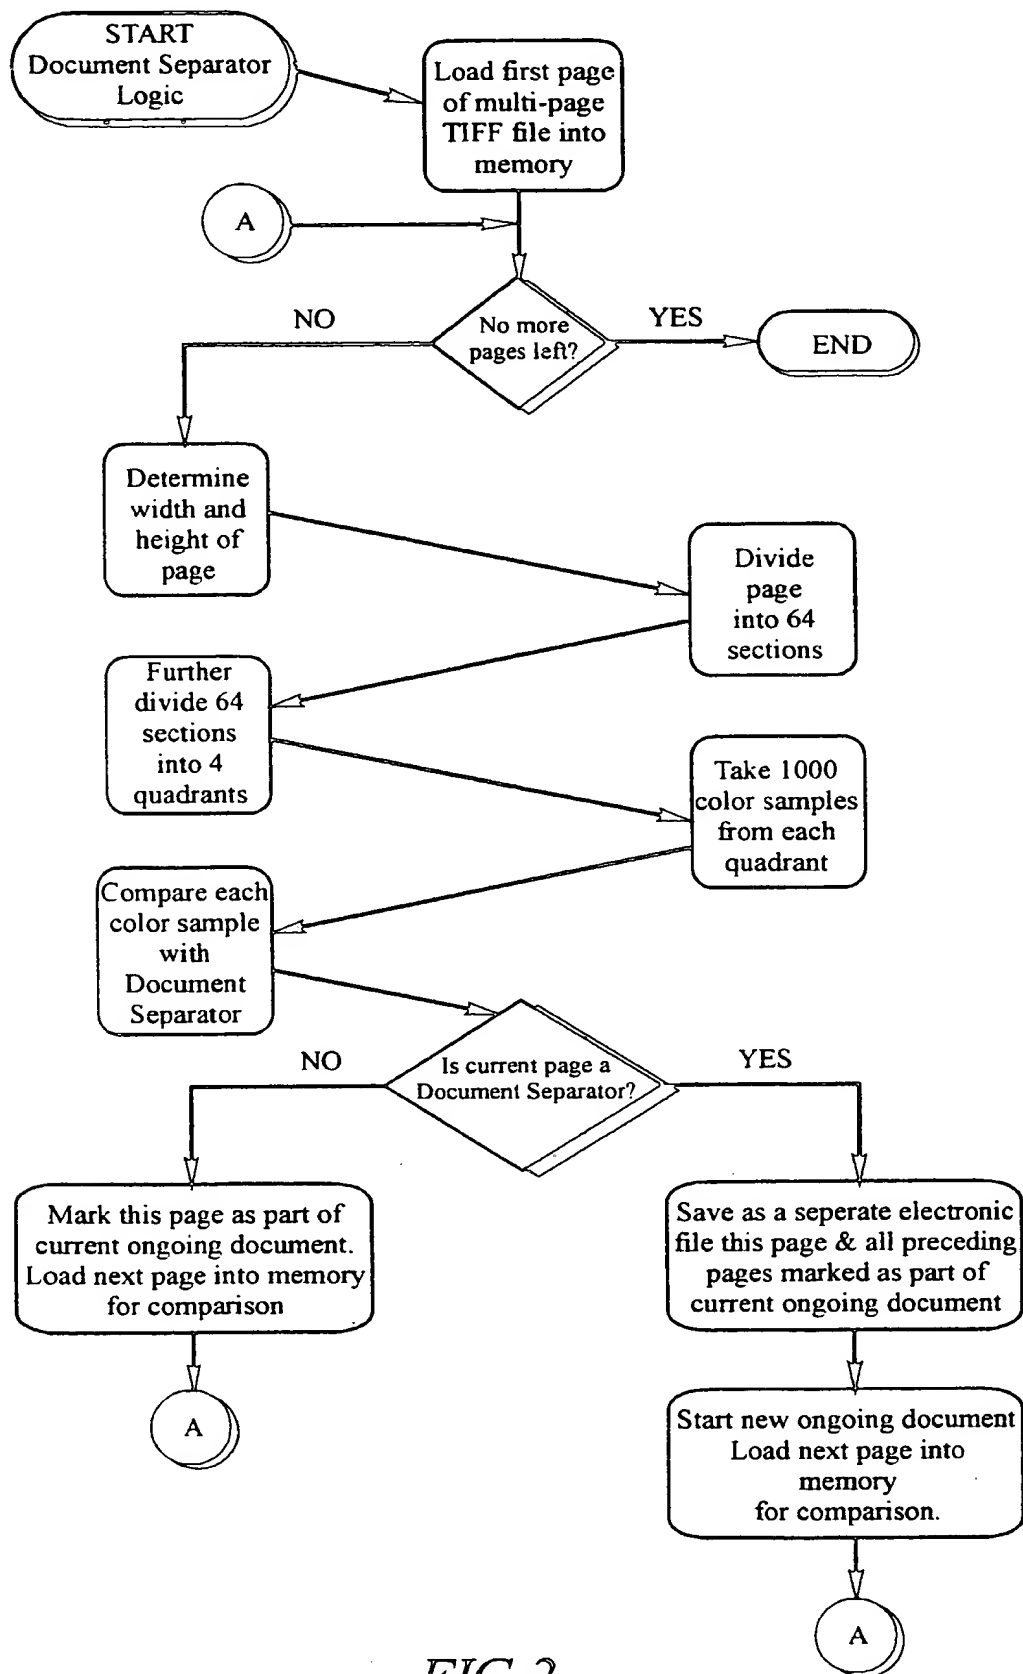 START
Document Separator
Logic
Load first page
of multi-page
TIFF file into
memory
A
No more
pages left?
NO
YES
END
Determine
width and
height of
page
Divide
page
into 64
sections
Further
divide 64
sections
into 4
quadrants
Take 1000
color samples
from each
quadrant
Compare each
color sample
with
Document
Separator
Is current page a
Document Separator?
NO
YES
Mark this page as part of
current ongoing document.
Load next page into memory
for comparison
A
Save as a seperate electronic
file this page & all preceding
pages marked as part of
current ongoing document
Start new ongoing document
Load next page into
memory
for comparison.
A
FIG 2